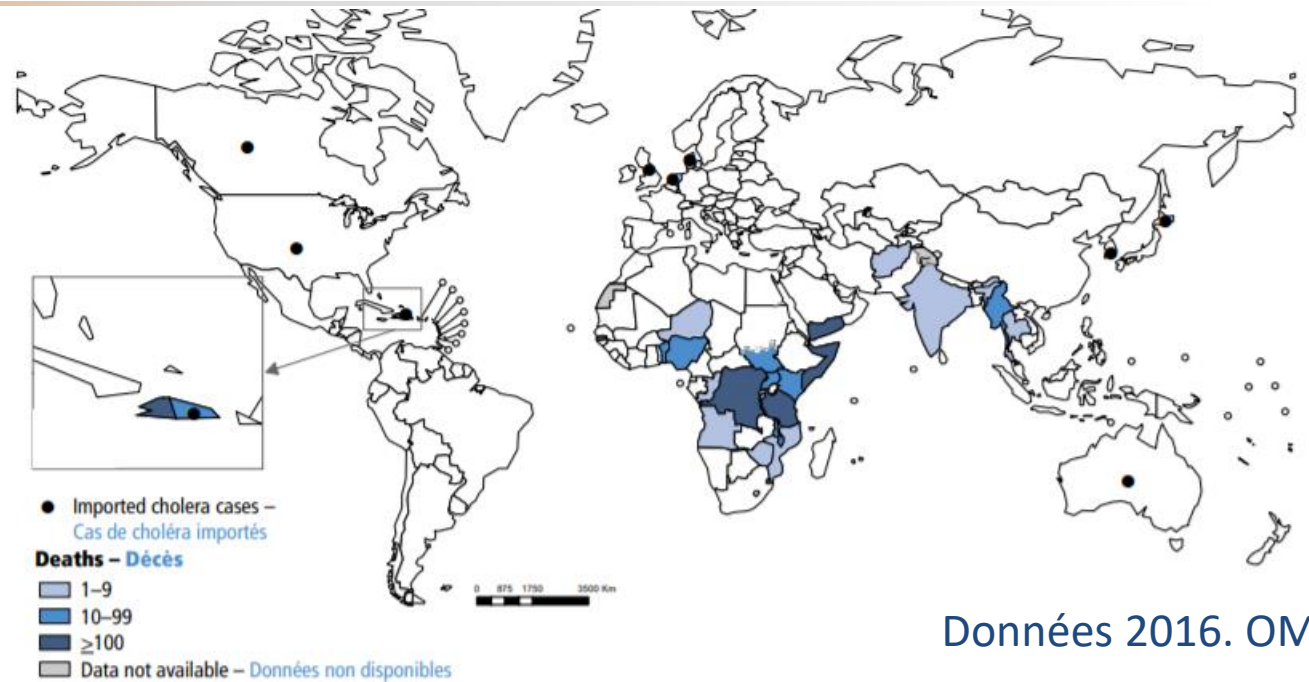 ● Imported cholera cases –
Cas de choléra importés
Deaths – Décès
1–9
10–99
≥100
Data not available – Données non disponibles
0 875 1750 3500 Km
Données 2016. OM